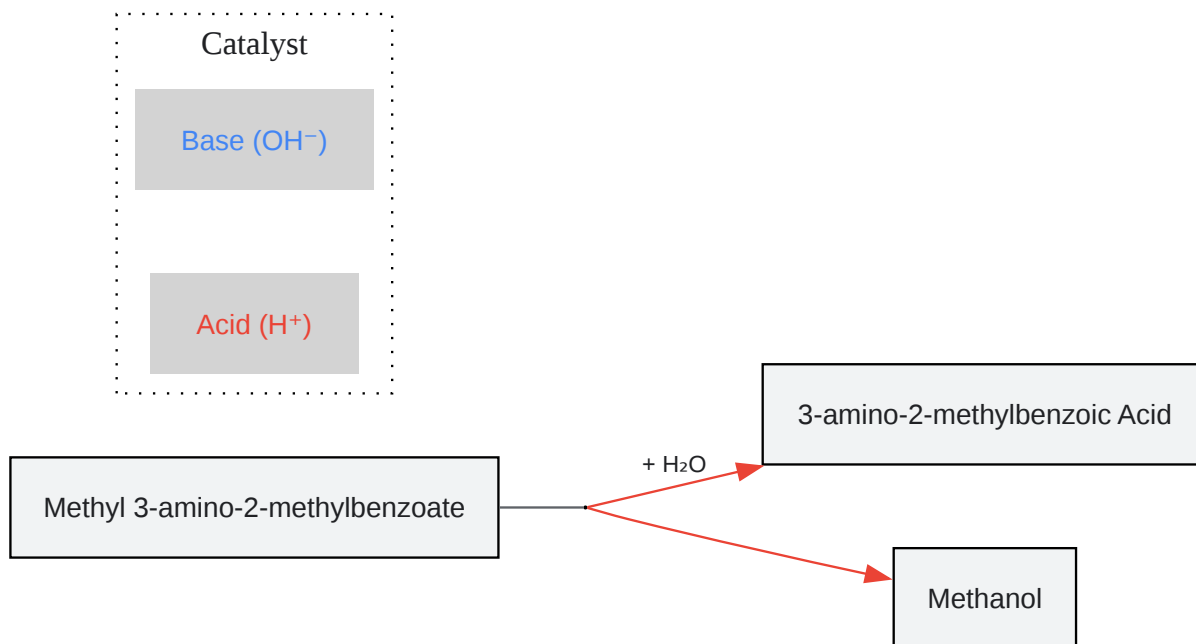 Catalyst
Base (OH⁻)
Acid (H⁺)
3-amino-2-methylbenzoic Acid
+ H₂O
Methyl 3-amino-2-methylbenzoate
Methanol